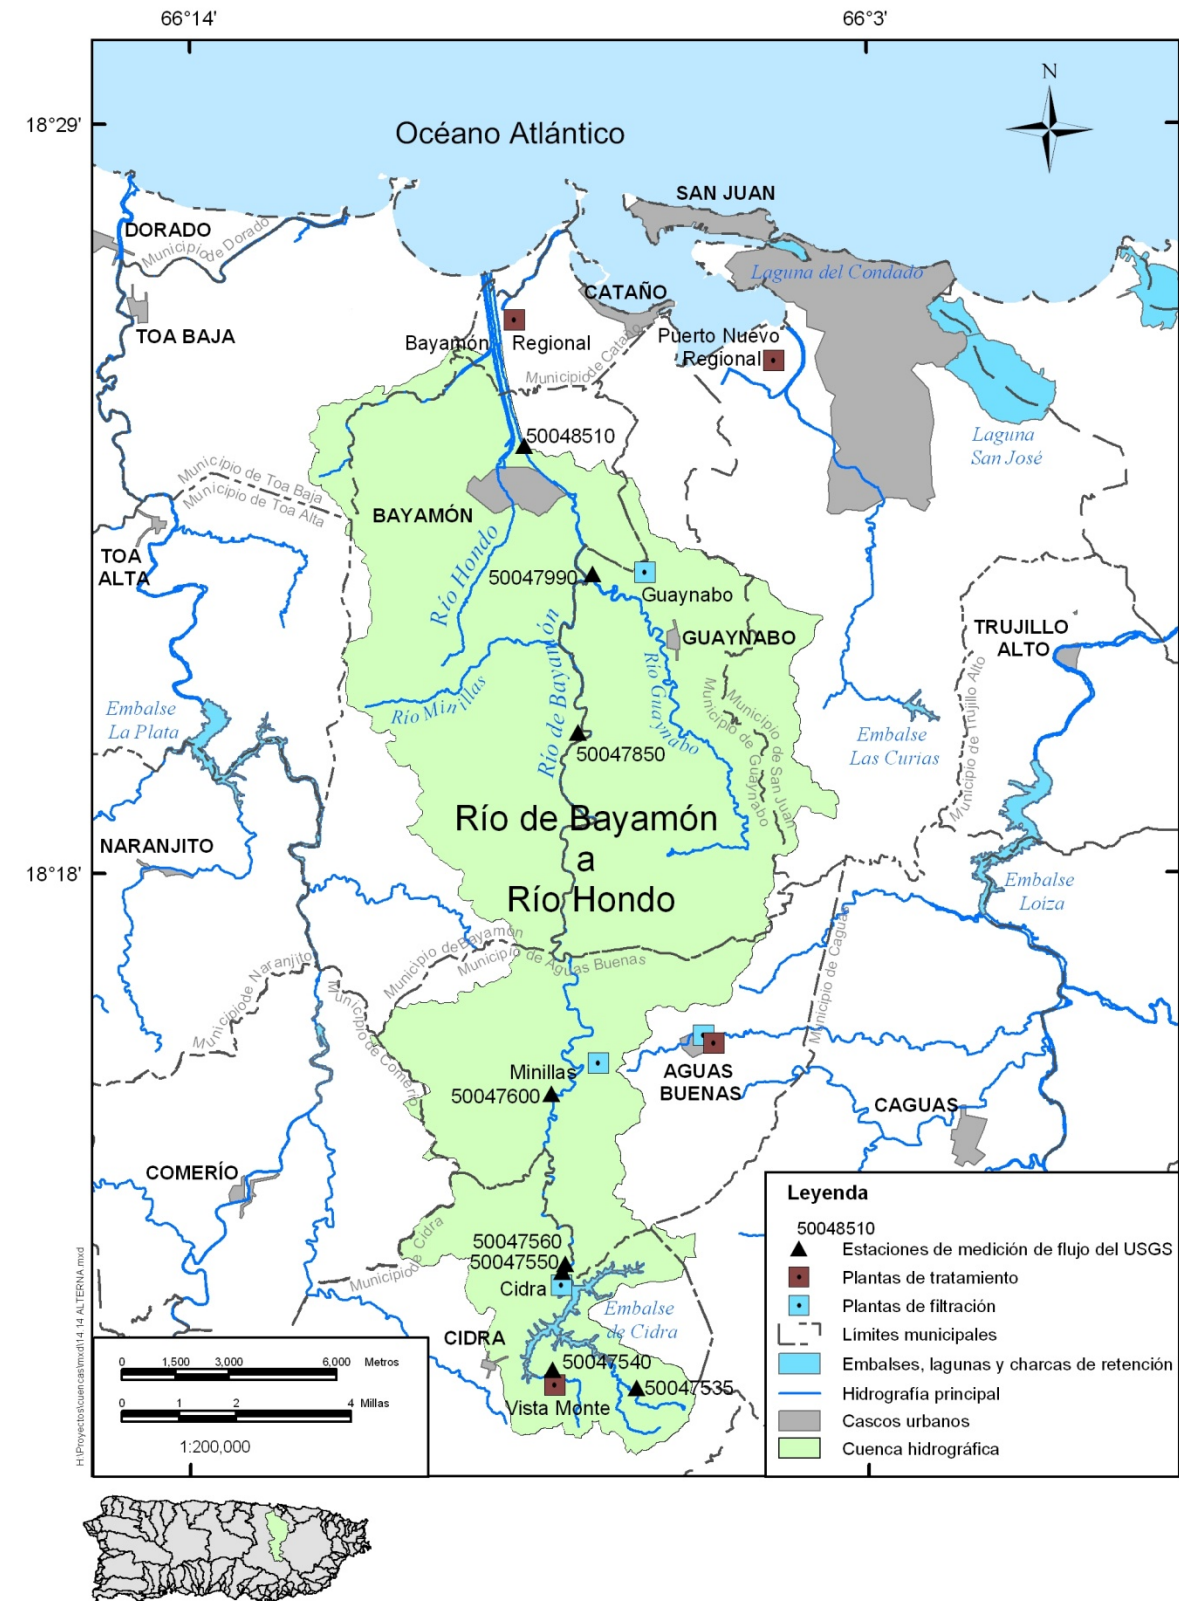 66°14'
66°3'
18°29'
N
Océano Atlántico
SAN JUAN
DORADO
Municipio de Dorado
Laguna del Condado
CATAÑO
TOA BAJA
Bayamón Regional
Puerto Nuevo
Regional
Municipio de Cataño
50048510
Laguna
San José
Municipio de Toa Baja
Municipio de Toa Alta
BAYAMÓN
TOA
ALTA
Río Hondo
50047990
Guaynabo
GUAYNABO
TRUJILLO
ALTO
Río de Bayamón
Río Guaynabo
Río Minillas
Municipio de San Juan
Municipio de Guaynabo
Municipio de Trujillo Alto
Embalse
La Plata
Embalse
Las Curias
50047850
Río de Bayamón
a
Río Hondo
NARANJITO
18°18'
Embalse
Loiza
Municipio de Bayamón
Municipio de Aguas Buenas
Municipio de Caguas
Municipio de Naranjito
Municipio de Comerío
Minillas
50047600
AGUAS
BUENAS
CAGUAS
COMERÍO
Municipio de Cidra
50047560
50047550
Cidra
Embalse
de Cidra
CIDRA
50047540
50047535
Vista Monte
Leyenda
50048510
Estaciones de medición de flujo del USGS
Plantas de tratamiento
Plantas de filtración
Límites municipales
Embalses, lagunas y charcas de retención
Hidrografía principal
Cascos urbanos
Cuenca hidrográfica
0 1,500 3,000 6,000 Metros
0 1 2 4 Millas
1:200,000
H:\Proyectos\cuencas\mxd\14.14 ALTERNA.mxd